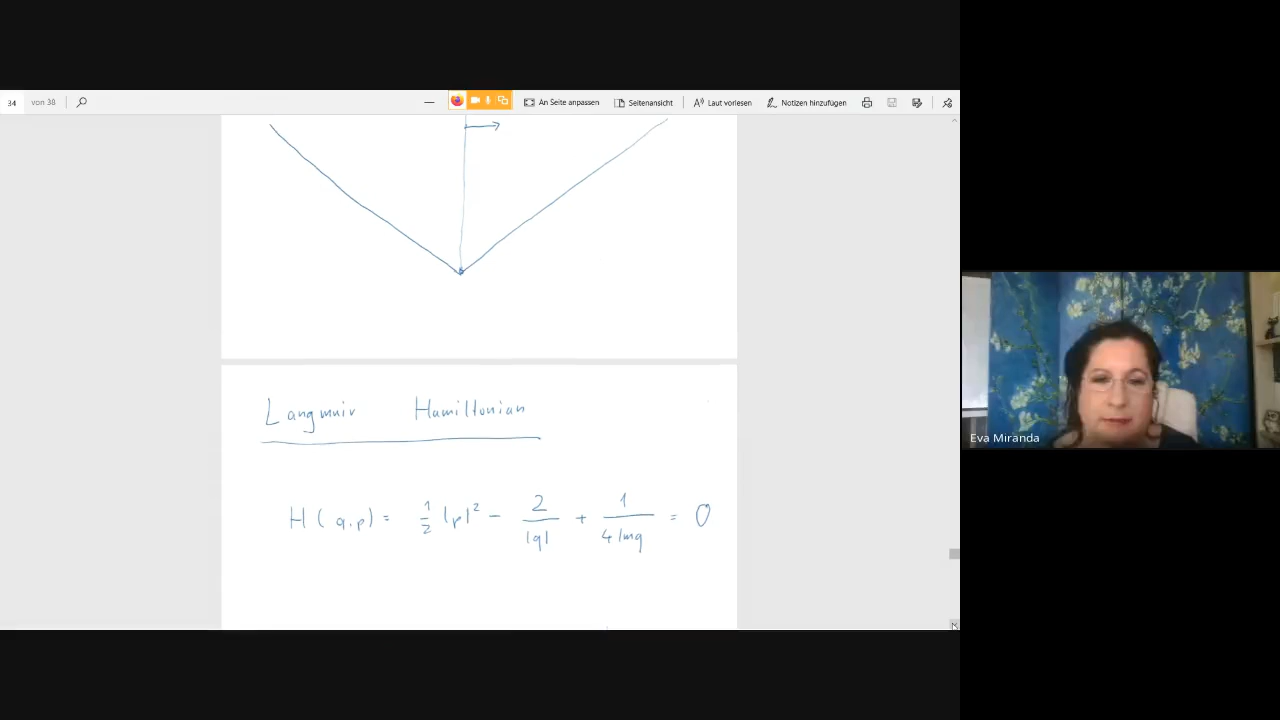 34 von 38 An Seite anpassen Seitenansicht Laut vorlesen Notizen hinzufügen
Langmuir Hamiltonian
H(q,p) = 1/2 |p|² − 2/|q| + 1/(4 Im q) = 0
Eva Miranda